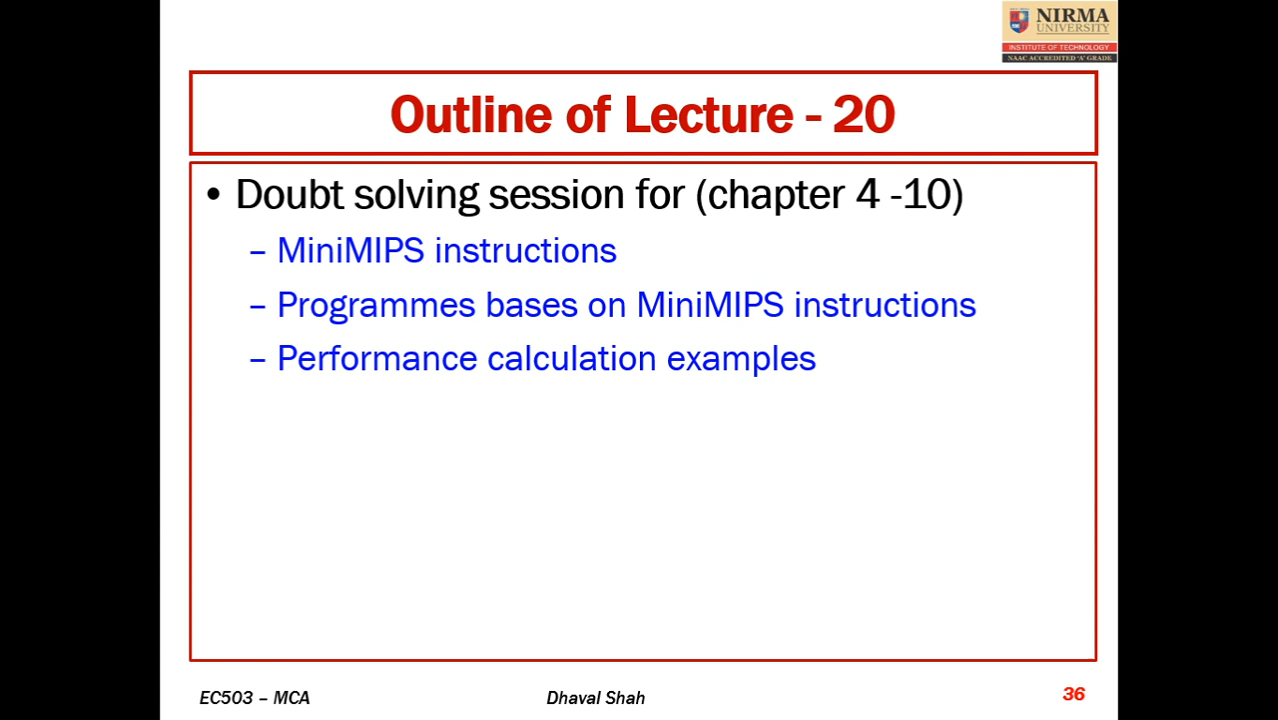 NIRMA
UNIVERSITY
INSTITUTE OF TECHNOLOGY
NAAC ACCREDITED 'A' GRADE
Outline of Lecture - 20
• Doubt solving session for (chapter 4 -10)
– MiniMIPS instructions
– Programmes bases on MiniMIPS instructions
– Performance calculation examples
EC503 – MCA
Dhaval Shah
36